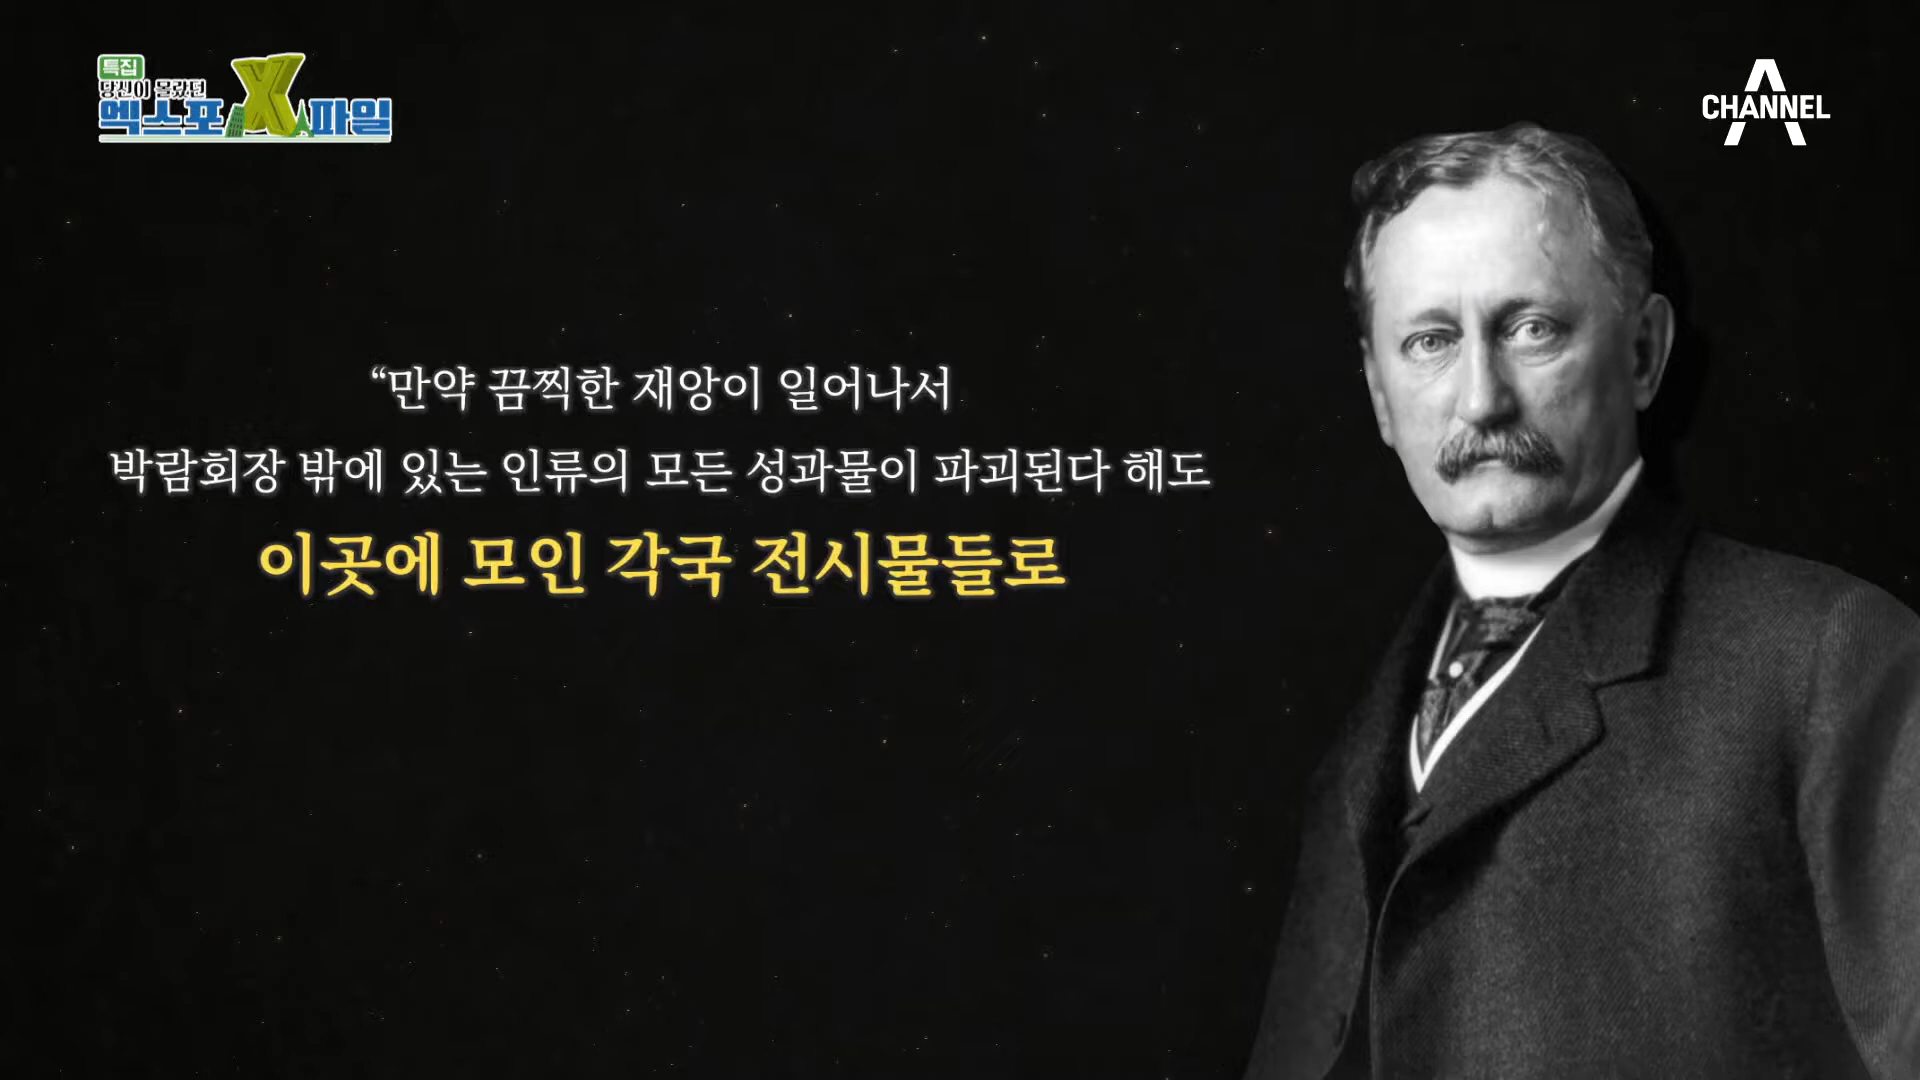 특집
당신이 몰랐던
엑스포 X 파일
CHANNEL A
“만약 끔찍한 재앙이 일어나서
박람회장 밖에 있는 인류의 모든 성과물이 파괴된다 해도
이곳에 모인 각국 전시물들로